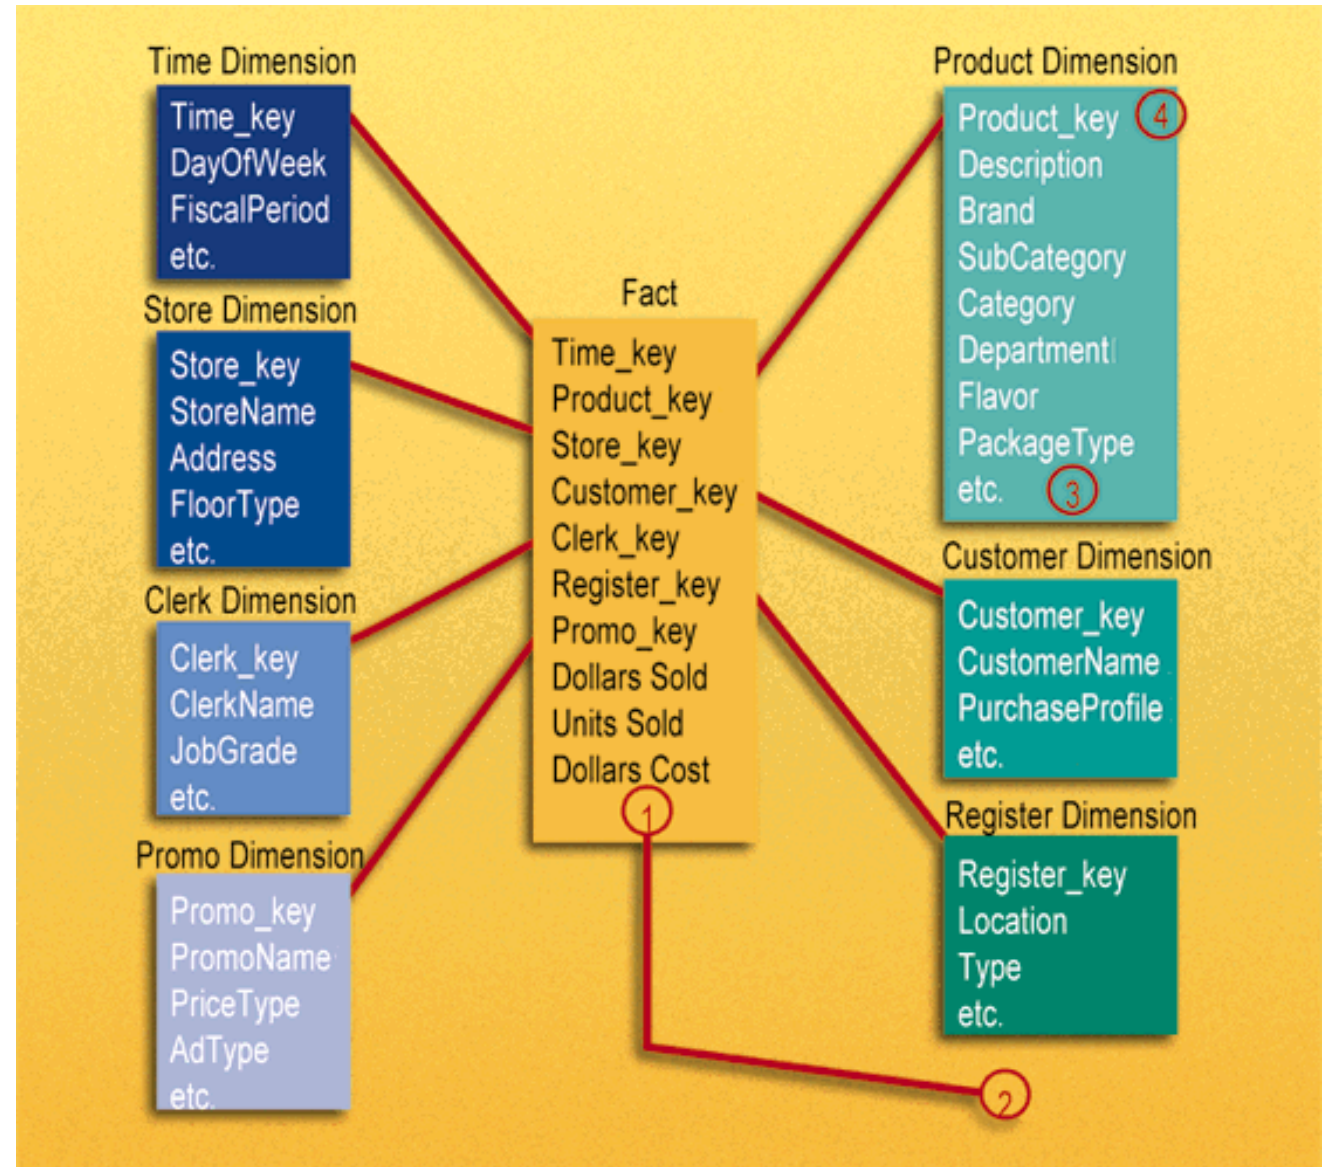 Time Dimension
Time_key
DayOfWeek
FiscalPeriod
etc.
Store Dimension
Store_key
StoreName
Address
FloorType
etc.
Clerk Dimension
Clerk_key
ClerkName
JobGrade
etc.
Promo Dimension
Promo_key
PromoName
PriceType
AdType
etc.
Fact
Time_key
Product_key
Store_key
Customer_key
Clerk_key
Register_key
Promo_key
Dollars Sold
Units Sold
Dollars Cost
1
2
Product Dimension
Product_key 4
Description
Brand
SubCategory
Category
Department
Flavor
PackageType
etc. 3
Customer Dimension
Customer_key
CustomerName
PurchaseProfile
etc.
Register Dimension
Register_key
Location
Type
etc.